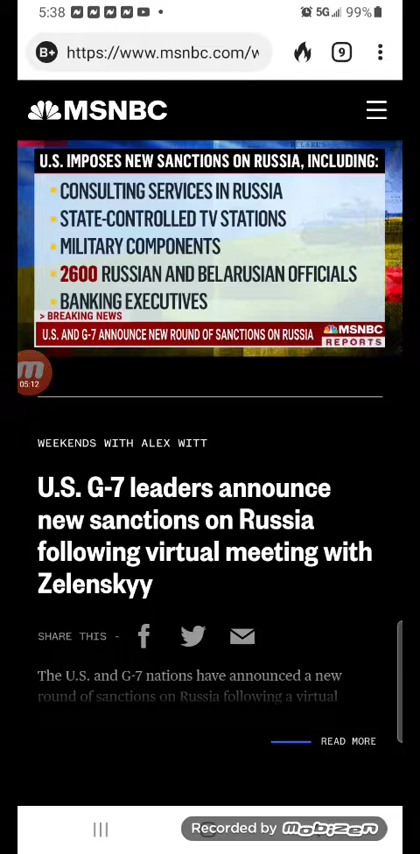 5:38
5G 99%
B+ https://www.msnbc.com/w 9
MSNBC
U.S. IMPOSES NEW SANCTIONS ON RUSSIA, INCLUDING:
CONSULTING SERVICES IN RUSSIA
STATE-CONTROLLED TV STATIONS
MILITARY COMPONENTS
2600 RUSSIAN AND BELARUSIAN OFFICIALS
BANKING EXECUTIVES
> BREAKING NEWS
U.S. AND G-7 ANNOUNCE NEW ROUND OF SANCTIONS ON RUSSIA
MSNBC
REPORTS
05:12
WEEKENDS WITH ALEX WITT
U.S. G-7 leaders announce
new sanctions on Russia
following virtual meeting with
Zelenskyy
SHARE THIS -
The U.S. and G-7 nations have announced a new
round of sanctions on Russia following a virtual
READ MORE
Recorded by mobizen